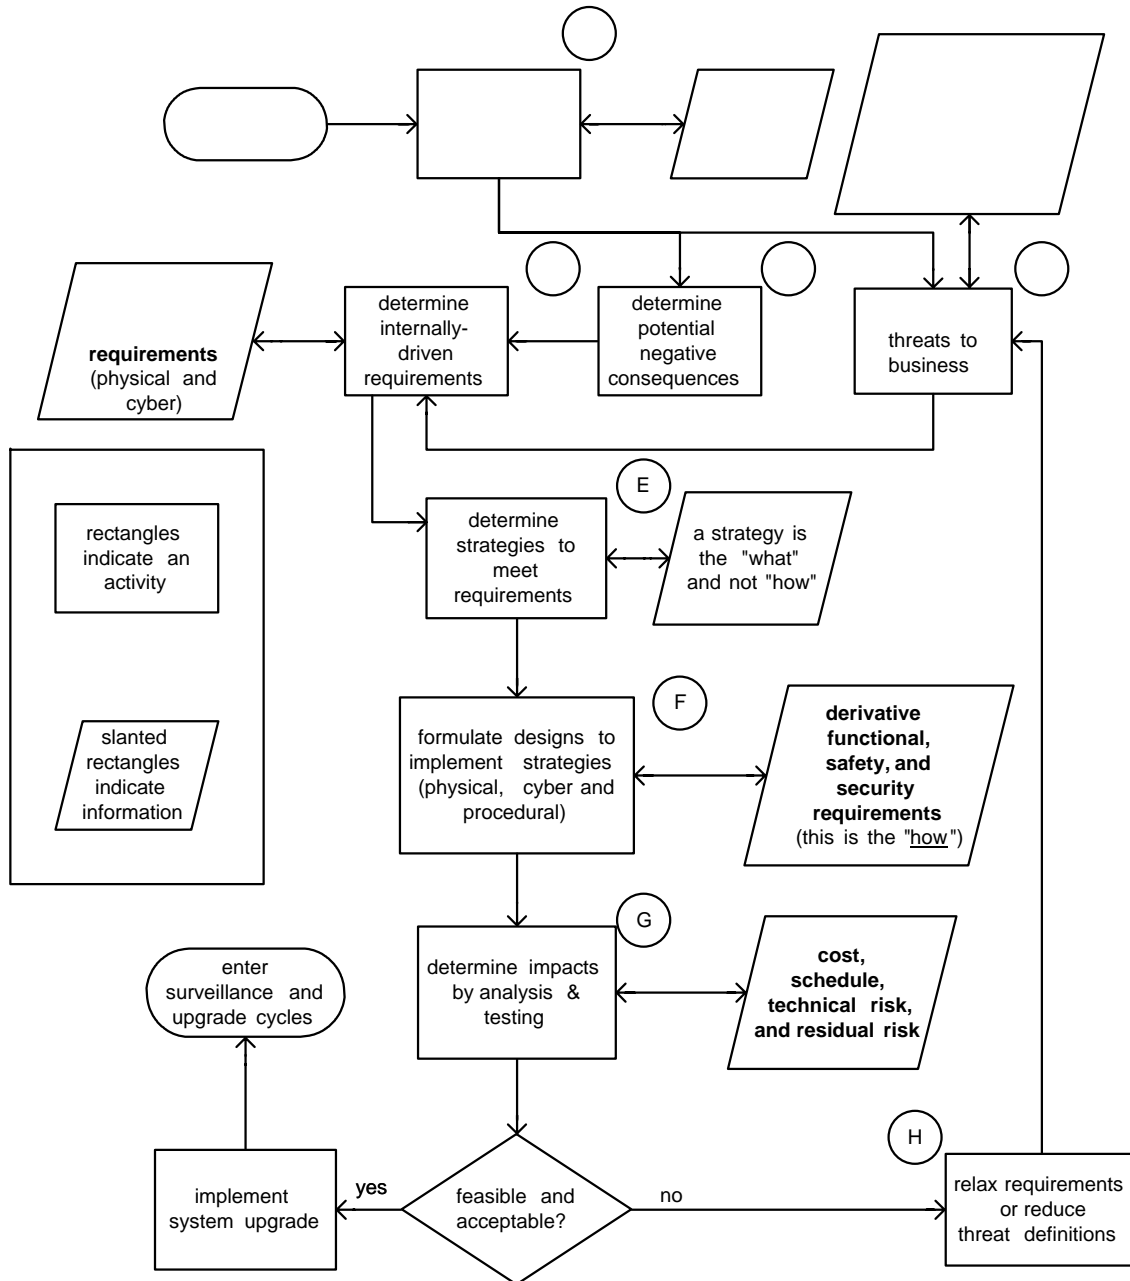 determine
internally-
driven
requirements
determine
potential
negative
consequences
threats to
business
requirements
(physical and
cyber)
E
rectangles
indicate an
activity
determine
strategies to
meet
requirements
a strategy is
the "what"
and not "how"
F
slanted
rectangles
indicate
information
formulate designs to
implement strategies
(physical, cyber and
procedural)
derivative
functional,
safety, and
security
requirements
(this is the "how")
G
enter
surveillance and
upgrade cycles
determine impacts
by analysis &
testing
cost,
schedule,
technical risk,
and residual risk
H
implement
system upgrade
yes
feasible and
acceptable?
no
relax requirements
or reduce
threat definitions